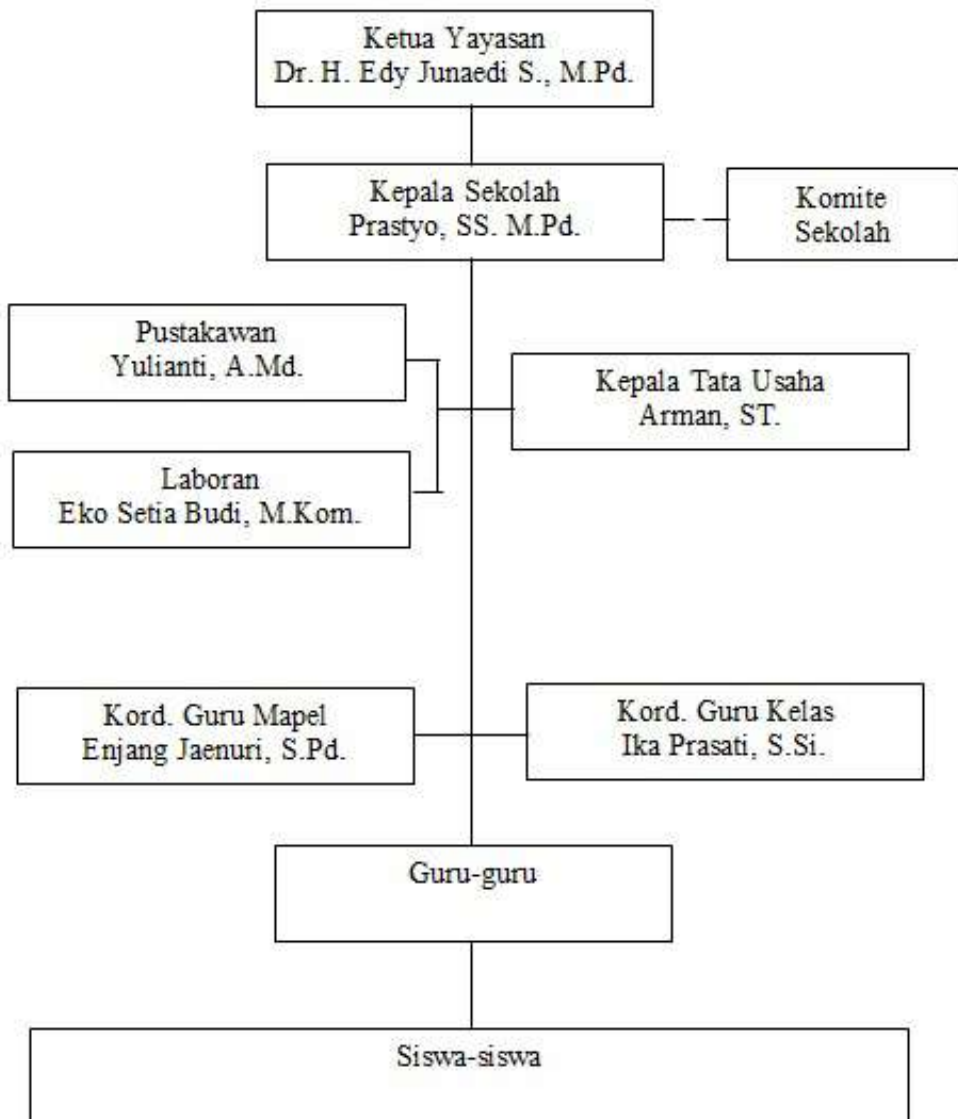 Ketua Yayasan
Dr. H. Edy Junaedi S., M.Pd.
Kepala Sekolah
Prastyo, SS. M.Pd.
Komite
Sekolah
Pustakawan
Yulianti, A.Md.
Kepala Tata Usaha
Arman, ST.
Laboran
Eko Setia Budi, M.Kom.
Kord. Guru Mapel
Enjang Jaenuri, S.Pd.
Kord. Guru Kelas
Ika Prasati, S.Si.
Guru-guru
Siswa-siswa